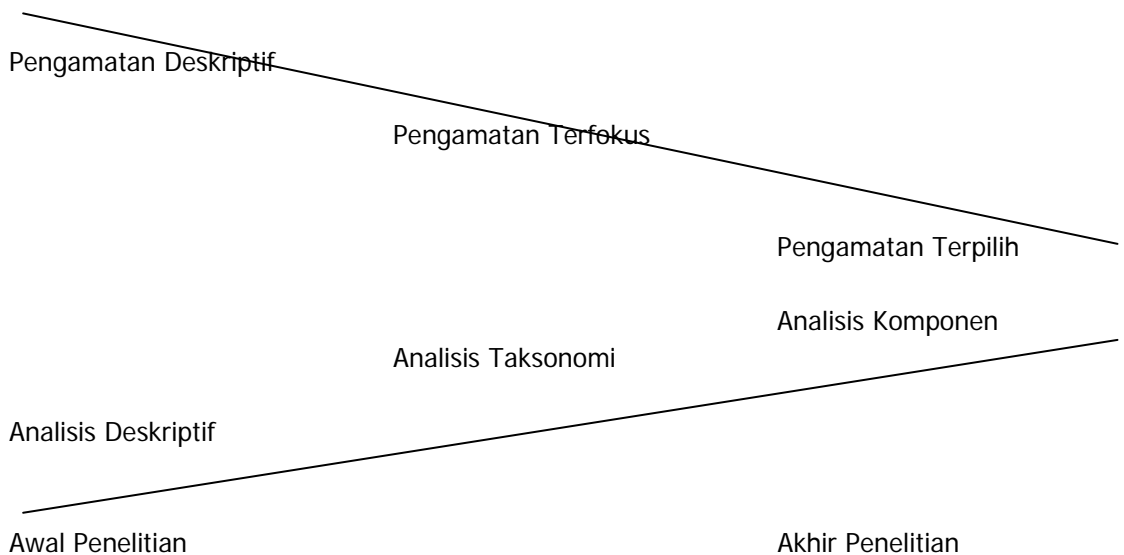 Pengamatan Deskriptif
Pengamatan Terfokus
Pengamatan Terpilih
Analisis Komponen
Analisis Taksonomi
Analisis Deskriptif
Awal Penelitian
Akhir Penelitian